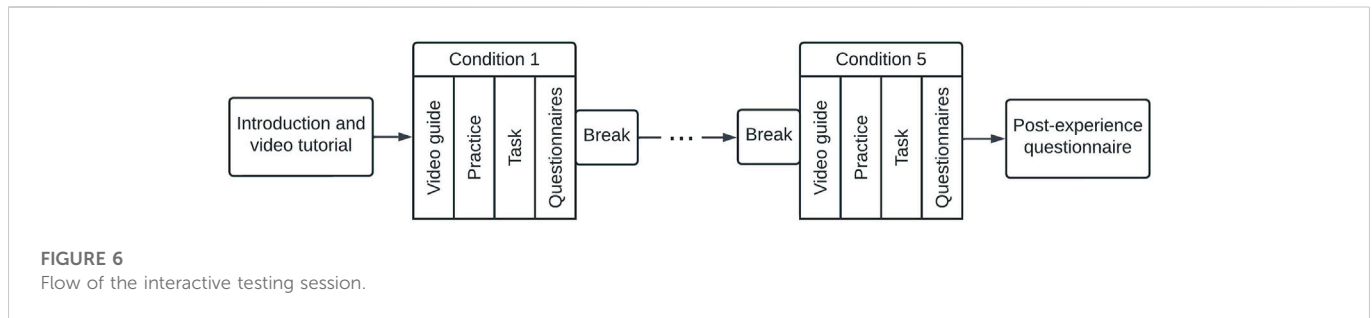 Introduction and
video tutorial
Condition 1
Video guide
Practice
Task
Questionnaires
Break
...
Break
Condition 5
Video guide
Practice
Task
Questionnaires
Post-experience
questionnaire
FIGURE 6
Flow of the interactive testing session.